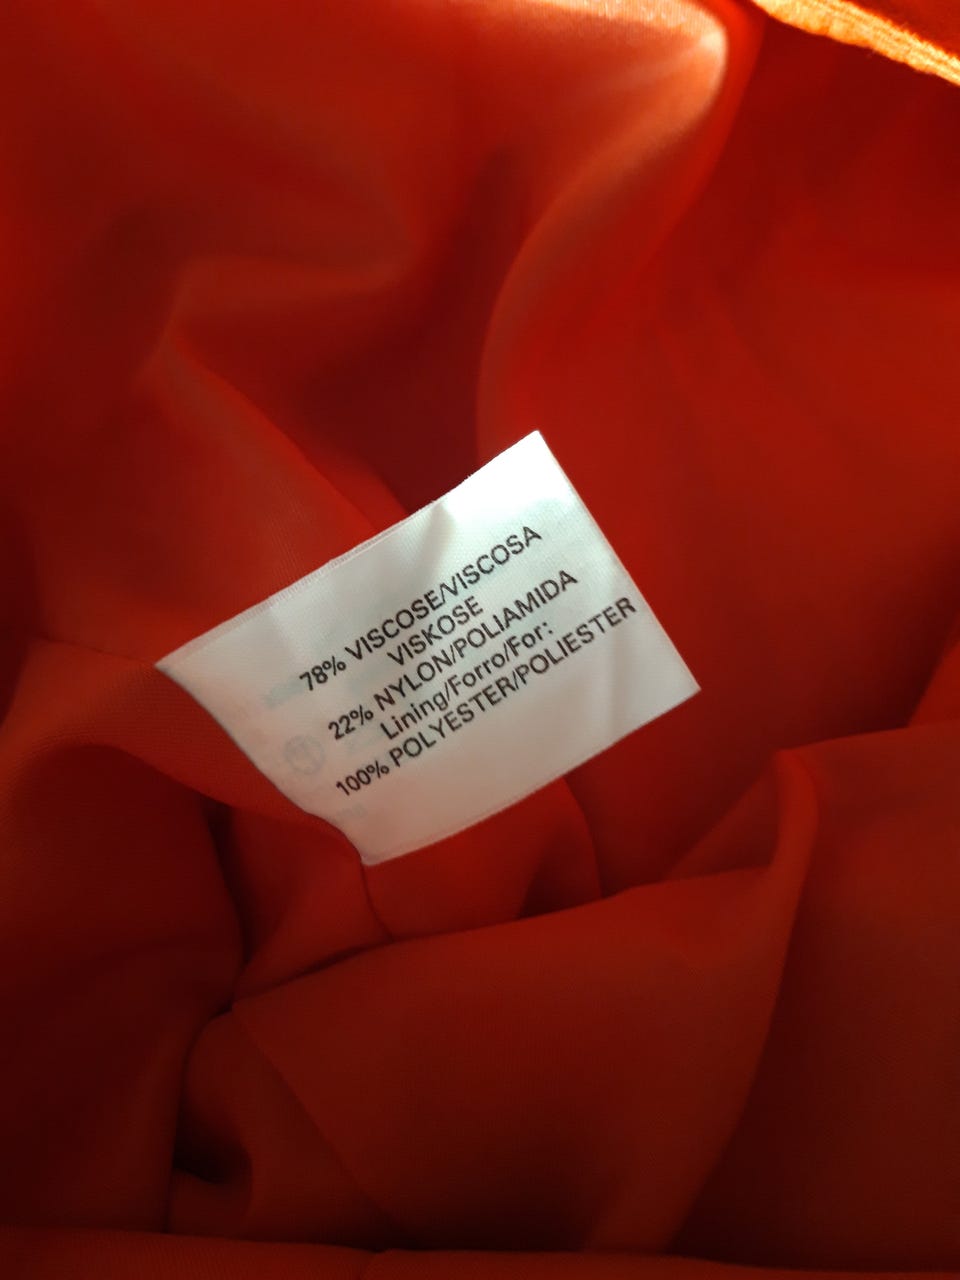 78% VISCOSE/VISCOSA
VISKOSE
22% NYLON/POLIAMIDA
Lining/Forro/For:
100% POLYESTER/POLIESTER